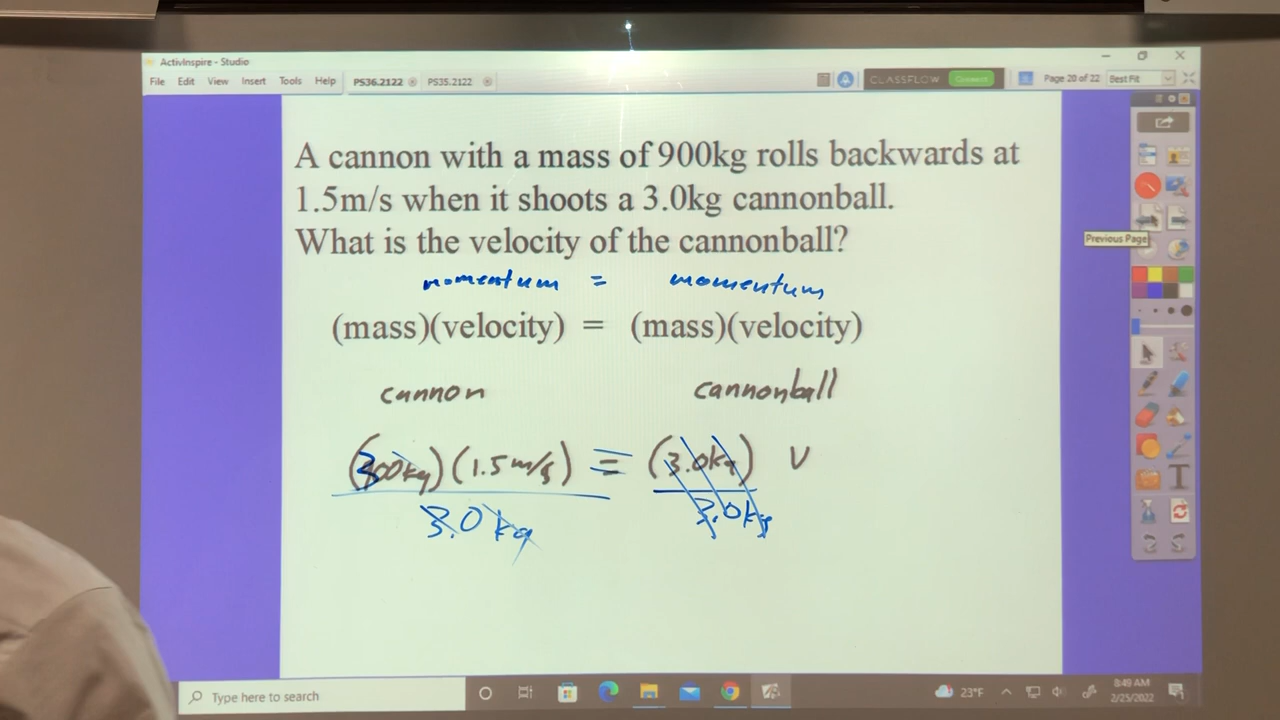 ActivInspire - Studio
File Edit View Insert Tools Help PS36.2122 PS35.2122 CLASSFLOW Connect Page 20 of 22 Best Fit
A cannon with a mass of 900kg rolls backwards at
1.5m/s when it shoots a 3.0kg cannonball.
What is the velocity of the cannonball?
Previous Page
momentum = momentum
(mass)(velocity) = (mass)(velocity)
cannon cannonball
(300kg)(1.5m/s) = (3.0kg) v
3.0kg 3.0kg
T
Type here to search 23°F 8:49 AM
2/25/2022